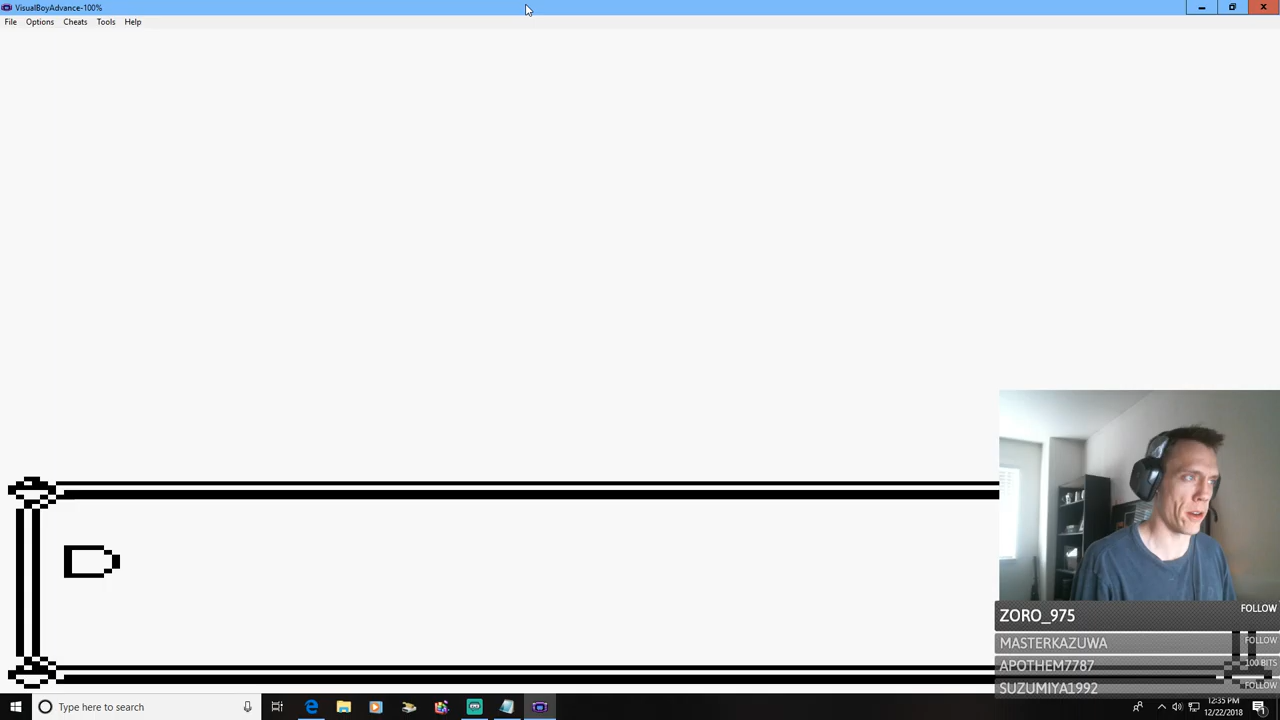 VisualBoyAdvance-100%
File Options Cheats Tools Help
ZORO_975 FOLLOW
MASTERKAZUWA FOLLOW
APOTHEM7787 100 BITS
SUZUMIYA1992 FOLLOW
Type here to search
12:35 PM
12/22/2018
1